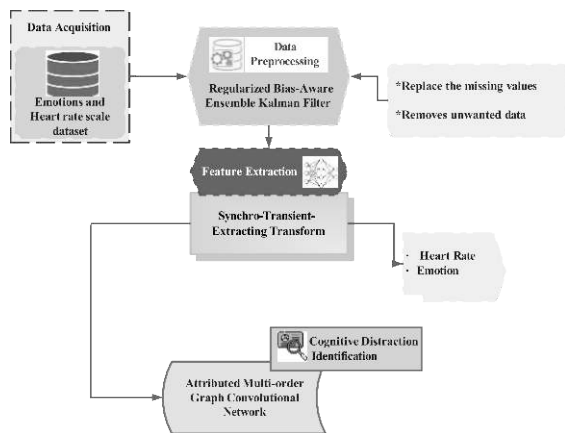 Data Acquisition
Emotions and
Heart rate scale
dataset
Data
Preprocessing
Regularized Bias-Aware
Ensemble Kalman Filter
*Replace the missing values
*Removes unwanted data
Feature Extraction
Synchro-Transient-
Extracting Transform
· Heart Rate
· Emotion
Cognitive Distraction
Identification
Attributed Multi-order
Graph Convolutional
Network